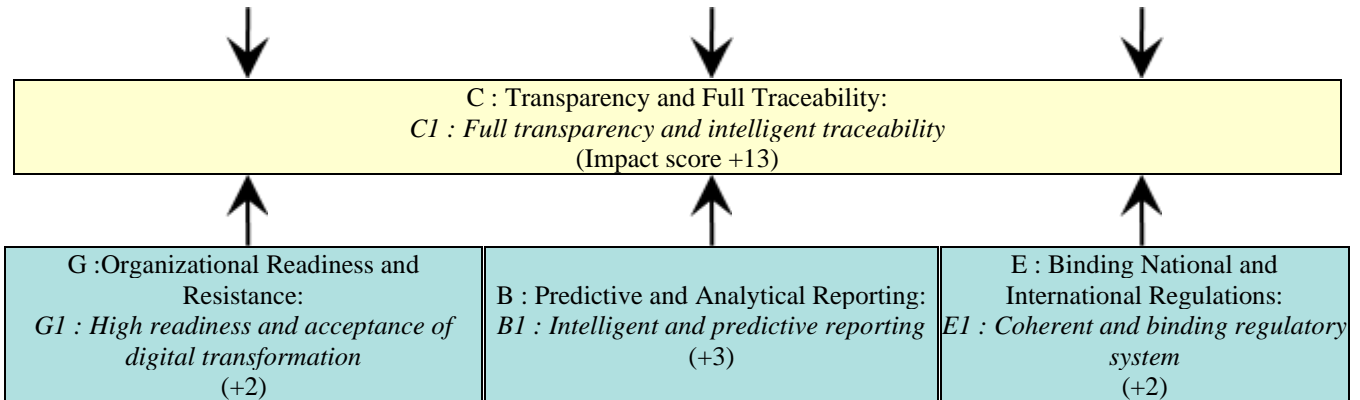 C : Transparency and Full Traceability:
C1 : Full transparency and intelligent traceability
(Impact score +13)
G :Organizational Readiness and
Resistance:
G1 : High readiness and acceptance of
digital transformation
(+2)
B : Predictive and Analytical Reporting:
B1 : Intelligent and predictive reporting
(+3)
E : Binding National and
International Regulations:
E1 : Coherent and binding regulatory
system
(+2)